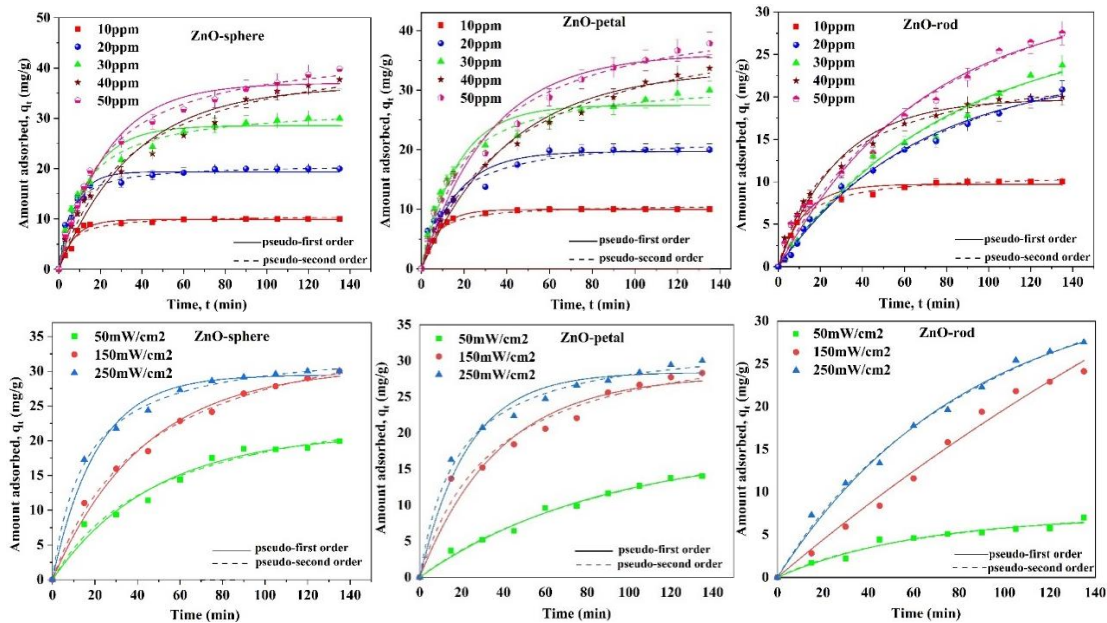 ZnO-sphere
10ppm
20ppm
30ppm
40ppm
50ppm
pseudo-first order
pseudo-second order
Amount adsorbed, qt (mg/g)
0 10 20 30 40 50
0 20 40 60 80 100 120 140
Time, t (min)
ZnO-petal
10ppm
20ppm
30ppm
40ppm
50ppm
pseudo-first order
pseudo-second order
Amount adsorbed, qt (mg/g)
0 10 20 30 40
0 20 40 60 80 100 120 140
Time, t (min)
ZnO-rod
10ppm
20ppm
30ppm
40ppm
50ppm
pseudo-first order
pseudo-second order
Amount adsorbed, qt (mg/g)
0 5 10 15 20 25 30
0 20 40 60 80 100 120 140
Time, t (min)
ZnO-sphere
50mW/cm2
150mW/cm2
250mW/cm2
pseudo-first order
pseudo-second order
Amount adsorbed, qt (mg/g)
0 5 10 15 20 25 30 35
0 20 40 60 80 100 120 140
Time (min)
ZnO-petal
50mW/cm2
150mW/cm2
250mW/cm2
pseudo-first order
pseudo-second order
Amount adsorbed, qt (mg/g)
0 5 10 15 20 25 30 35
0 20 40 60 80 100 120 140
Time (min)
ZnO-rod
50mW/cm2
150mW/cm2
250mW/cm2
pseudo-first order
pseudo-second order
Amount adsorbed, qt (mg/g)
0 5 10 15 20 25 30
0 20 40 60 80 100 120 140
Time (min)